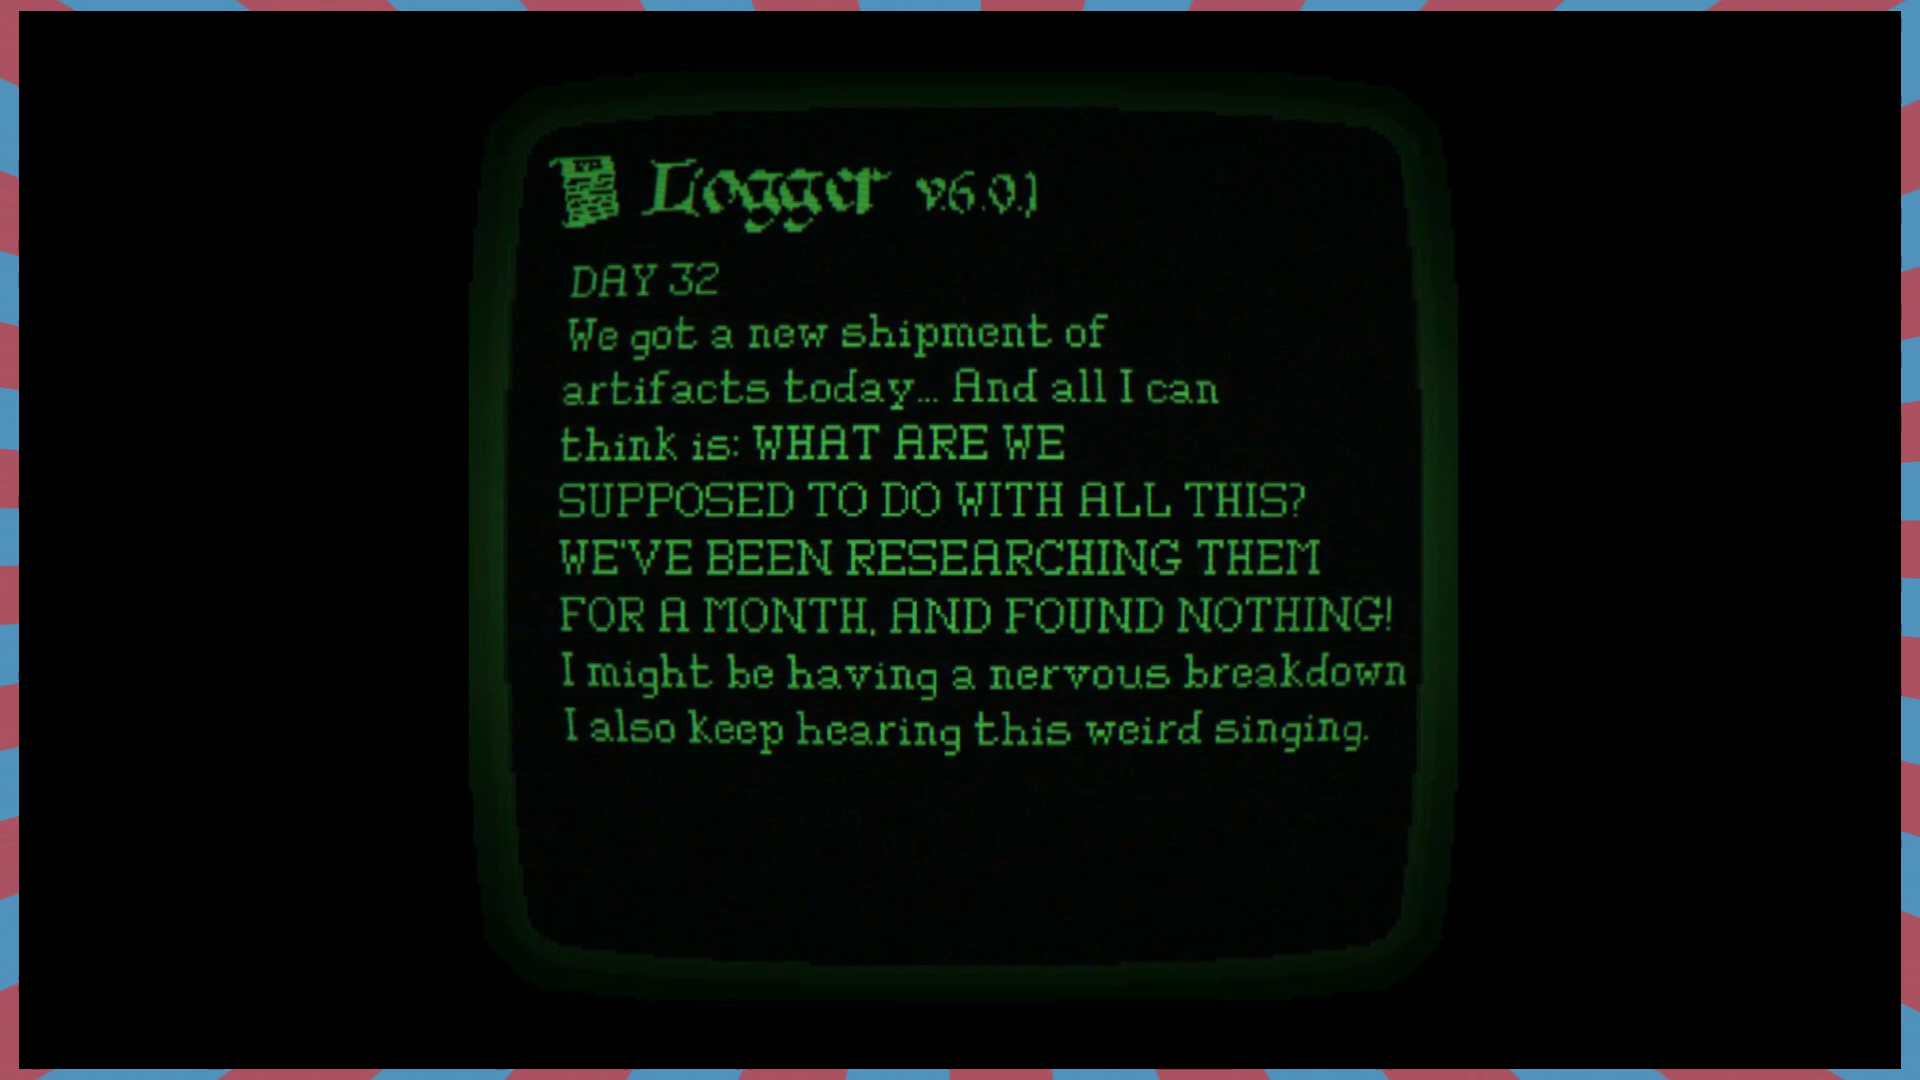 Logger v.6.0.1
DAY 32
We got a new shipment of
artifacts today... And all I can
think is: WHAT ARE WE
SUPPOSED TO DO WITH ALL THIS?
WE'VE BEEN RESEARCHING THEM
FOR A MONTH, AND FOUND NOTHING!
I might be having a nervous breakdown
I also keep hearing this weird singing.